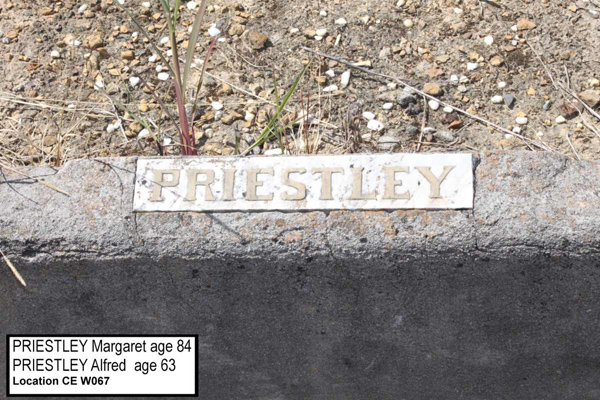 PRIESTLEY
PRIESTLEY Margaret age 84
PRIESTLEY Alfred age 63
Location CE W067